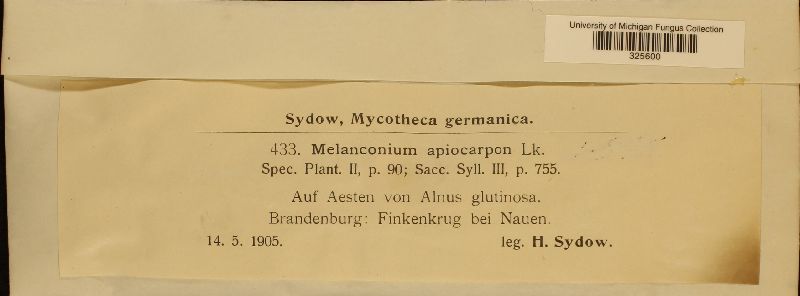 University of Michigan Fungus Collection
325600
Sydow, Mycotheca germanica.
433. Melanconium apiocarpon Lk.
Spec. Plant. II, p. 90; Sacc. Syll. III, p. 755.
Auf Aesten von Alnus glutinosa.
Brandenburg: Finkenkrug bei Nauen.
14. 5. 1905. leg. H. Sydow.